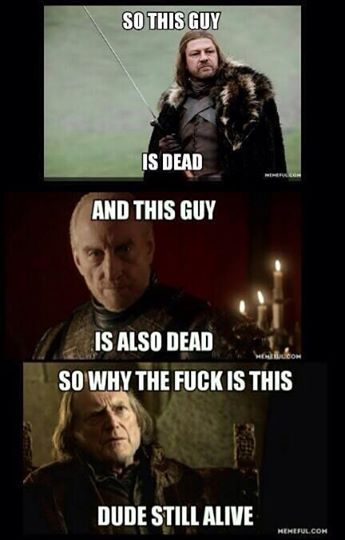 SO THIS GUY
IS DEAD
MEMEFUL.COM
AND THIS GUY
IS ALSO DEAD
MEMEFUL.COM
SO WHY THE FUCK IS THIS
DUDE STILL ALIVE
MEMEFUL.COM